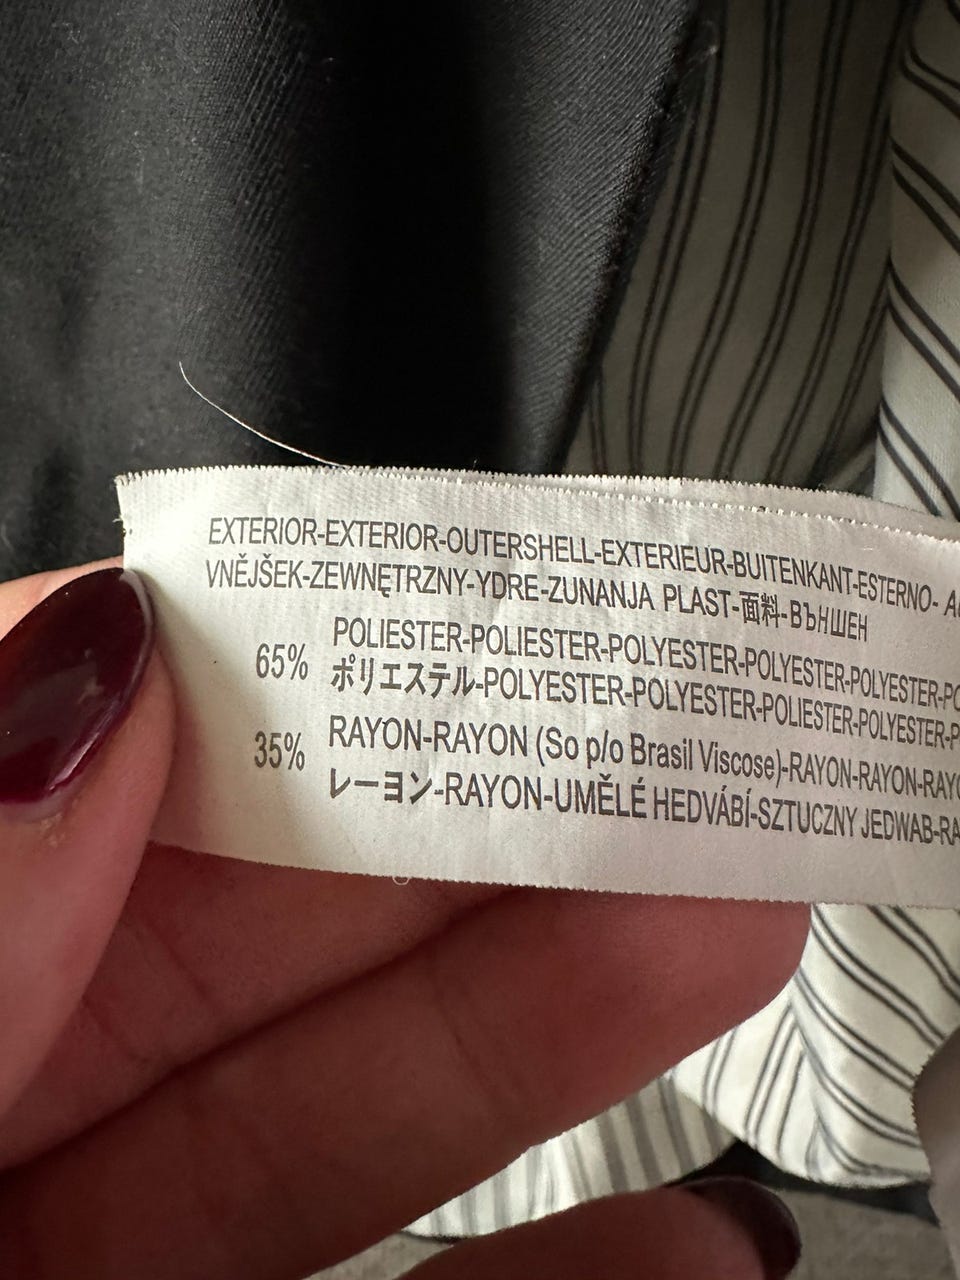 EXTERIOR-EXTERIOR-OUTERSHELL-EXTERIEUR-BUITENKANT-ESTERNO-
VNĚJŠEK-ZEWNĘTRZNY-YDRE-ZUNANJA PLAST-面料-ВЪНШЕН
65% POLIESTER-POLIESTER-POLYESTER-POLYESTER-POLYESTER-
ポリエステル-POLYESTER-POLYESTER-POLIESTER-POLYESTER-
35% RAYON-RAYON (So p/o Brasil Viscose)-RAYON-RAYON-
レーヨン-RAYON-UMĚLÉ HEDVÁBÍ-SZTUCZNY JEDWAB-